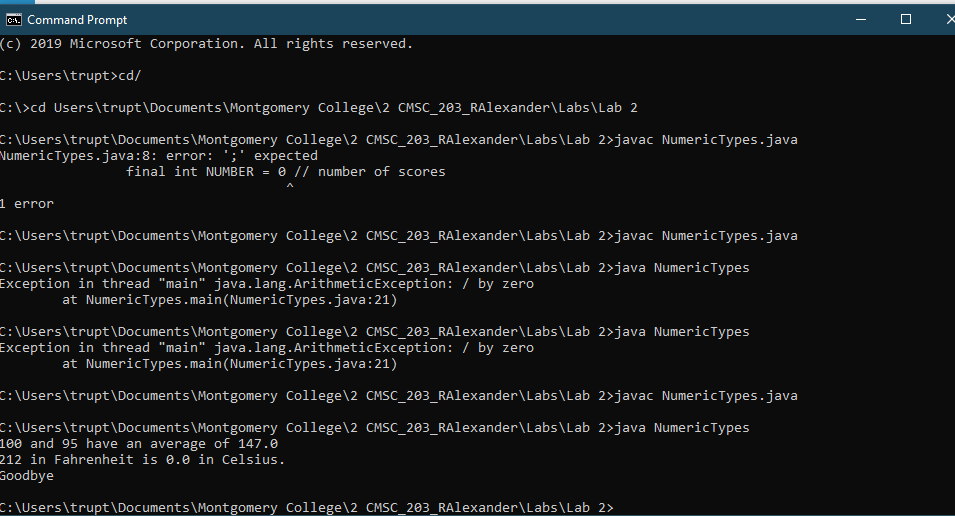 Command Prompt
(c) 2019 Microsoft Corporation. All rights reserved.
C:\Users\trupt>cd/
C:\>cd Users\trupt\Documents\Montgomery College\2 CMSC_203_RAlexander\Labs\Lab 2
C:\Users\trupt\Documents\Montgomery College\2 CMSC_203_RAlexander\Labs\Lab 2>javac NumericTypes.java
NumericTypes.java:8: error: ';' expected
final int NUMBER = 0 // number of scores
^
1 error
C:\Users\trupt\Documents\Montgomery College\2 CMSC_203_RAlexander\Labs\Lab 2>javac NumericTypes.java
C:\Users\trupt\Documents\Montgomery College\2 CMSC_203_RAlexander\Labs\Lab 2>java NumericTypes
Exception in thread "main" java.lang.ArithmeticException: / by zero
at NumericTypes.main(NumericTypes.java:21)
C:\Users\trupt\Documents\Montgomery College\2 CMSC_203_RAlexander\Labs\Lab 2>java NumericTypes
Exception in thread "main" java.lang.ArithmeticException: / by zero
at NumericTypes.main(NumericTypes.java:21)
C:\Users\trupt\Documents\Montgomery College\2 CMSC_203_RAlexander\Labs\Lab 2>javac NumericTypes.java
C:\Users\trupt\Documents\Montgomery College\2 CMSC_203_RAlexander\Labs\Lab 2>java NumericTypes
100 and 95 have an average of 147.0
212 in Fahrenheit is 0.0 in Celsius.
Goodbye
C:\Users\trupt\Documents\Montgomery College\2 CMSC_203_RAlexander\Labs\Lab 2>